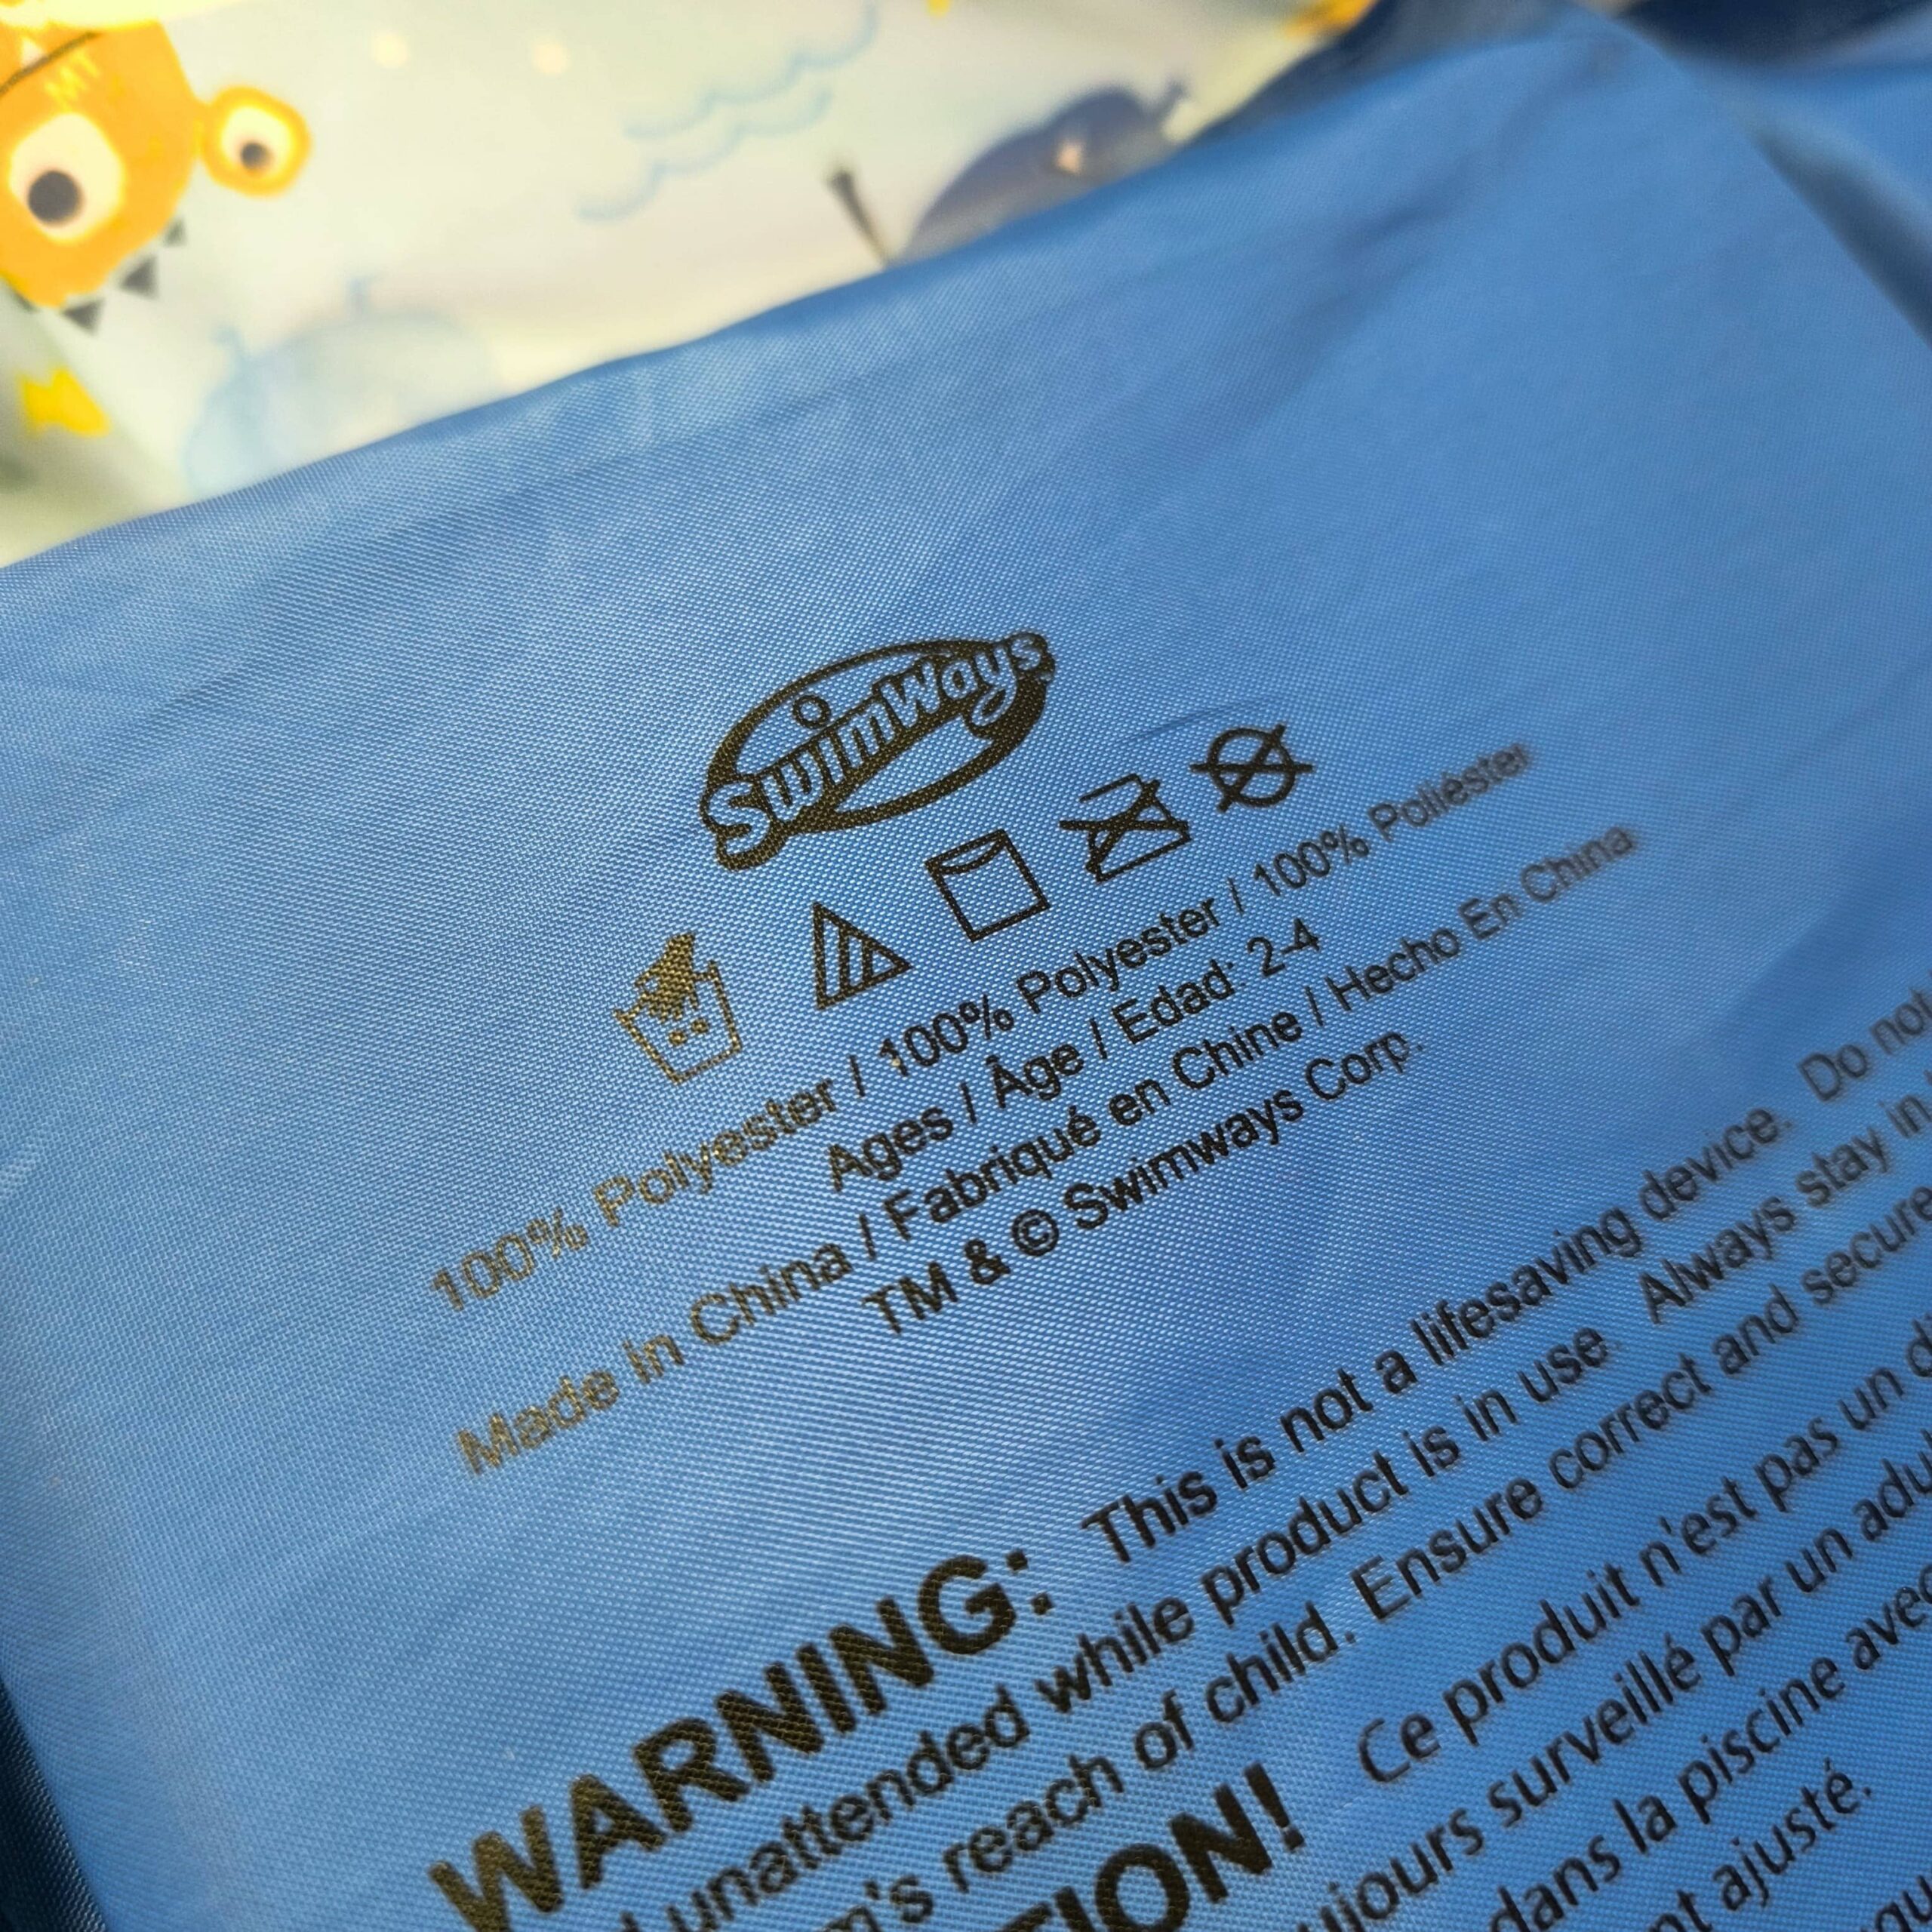 SwimWays
100% Polyester / 100% Polyester / 100% Poliéster
Ages / Âge / Edad: 2-4
Made in China / Fabriqué en Chine / Hecho En China
TM & © Swimways Corp.
WARNING: This is not a lifesaving device. Do not
unattended while product is in use. Always stay in
reach of child. Ensure correct and secure
Ce produit n'est pas un
surveillé par un
dans la piscine avec
ajusté.